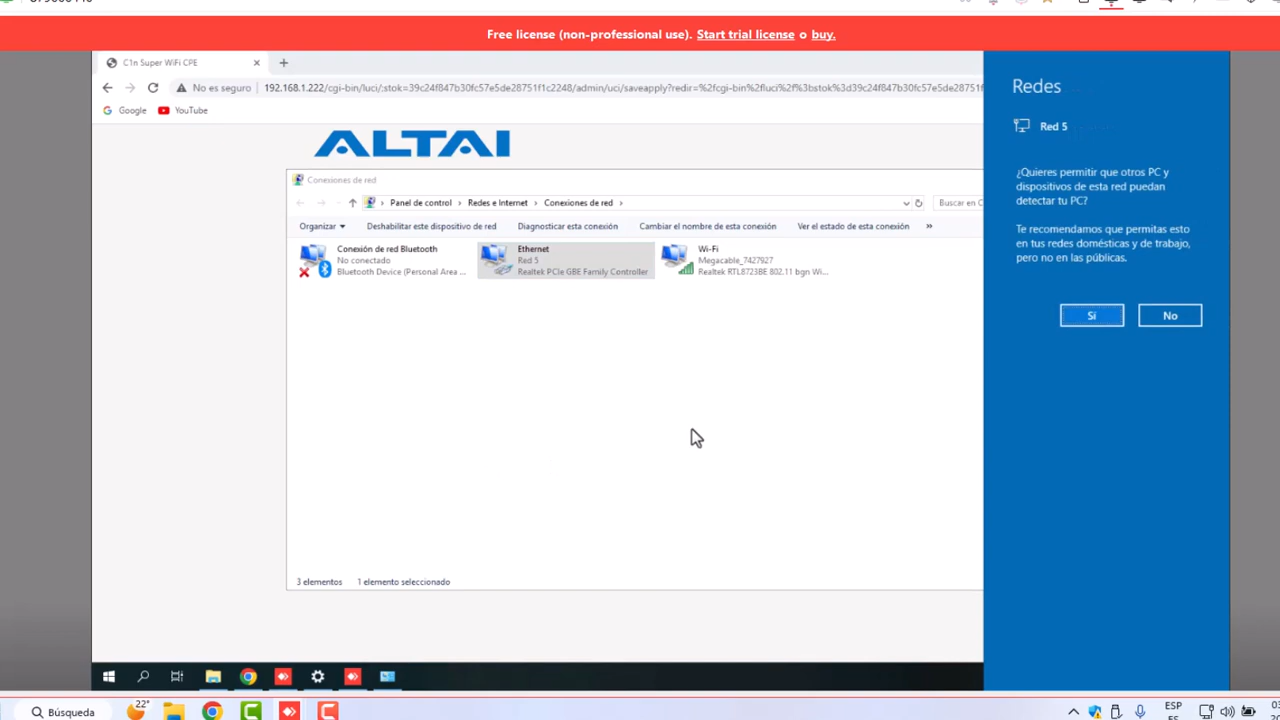 Free license (non-professional use). Start trial license o buy.
C1n Super WiFi CPE
No es seguro
192.168.1.222/cgi-bin/luci/;stok=39c24f847b30fc57e5de28751f1c2248/admin/uci/saveapply?redir=%2fcgi-bin%2fluci%2f%3bstok%3d39c24f847b30fc57e5de28751f
Google
YouTube
ALTAI
Conexiones de red
Panel de control
Redes e Internet
Conexiones de red
Buscar en C
Organizar
Deshabilitar este dispositivo de red
Diagnosticar esta conexión
Cambiar el nombre de esta conexión
Ver el estado de esta conexión
»
Conexión de red Bluetooth
No conectado
Bluetooth Device (Personal Area ...
Ethernet
Red 5
Realtek PCIe GBE Family Controller
Wi-Fi
Megacable_7427927
Realtek RTL8723BE 802.11 bgn Wi...
3 elementos
1 elemento seleccionado
Redes
Red 5
¿Quieres permitir que otros PC y
dispositivos de esta red puedan
detectar tu PC?
Te recomendamos que permitas esto
en tus redes domésticas y de trabajo,
pero no en las públicas.
Sí
No
Búsqueda
22°
ESP